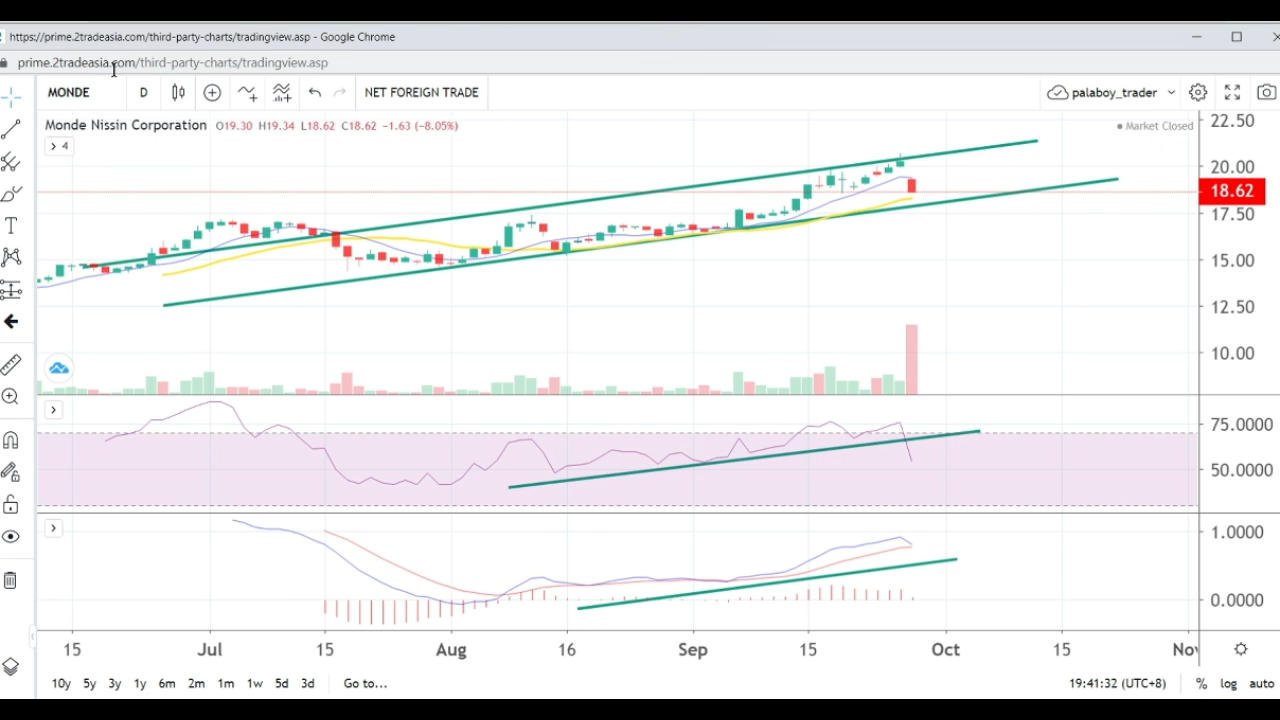 https://prime.2tradeasia.com/third-party-charts/tradingview.asp - Google Chrome
prime.2tradeasia.com/third-party-charts/tradingview.asp
MONDE D NET FOREIGN TRADE palaboy_trader
Monde Nissin Corporation O19.30 H19.34 L18.62 C18.62 −1.63 (−8.05%) Market Closed
4
22.50
20.00
18.62
17.50
15.00
12.50
10.00
75.0000
50.0000
1.0000
0.0000
15 Jul 15 Aug 16 Sep 15 Oct 15 Nov
10y 5y 3y 1y 6m 2m 1m 1w 5d 3d Go to... 19:41:32 (UTC+8) % log auto